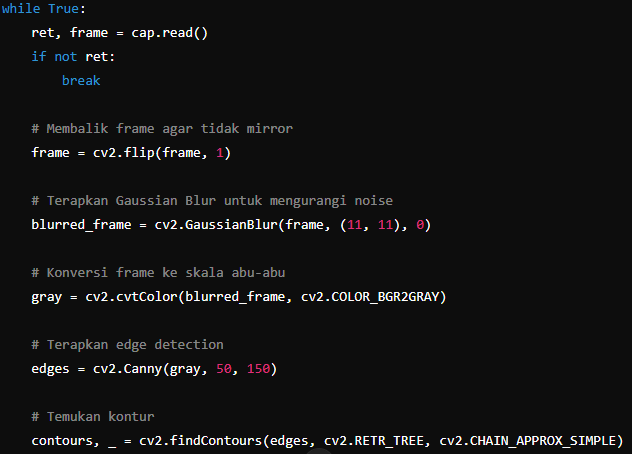 while True:
ret, frame = cap.read()
if not ret:
break
# Membalik frame agar tidak mirror
frame = cv2.flip(frame, 1)
# Terapkan Gaussian Blur untuk mengurangi noise
blurred_frame = cv2.GaussianBlur(frame, (11, 11), 0)
# Konversi frame ke skala abu-abu
gray = cv2.cvtColor(blurred_frame, cv2.COLOR_BGR2GRAY)
# Terapkan edge detection
edges = cv2.Canny(gray, 50, 150)
# Temukan kontur
contours, _ = cv2.findContours(edges, cv2.RETR_TREE, cv2.CHAIN_APPROX_SIMPLE)